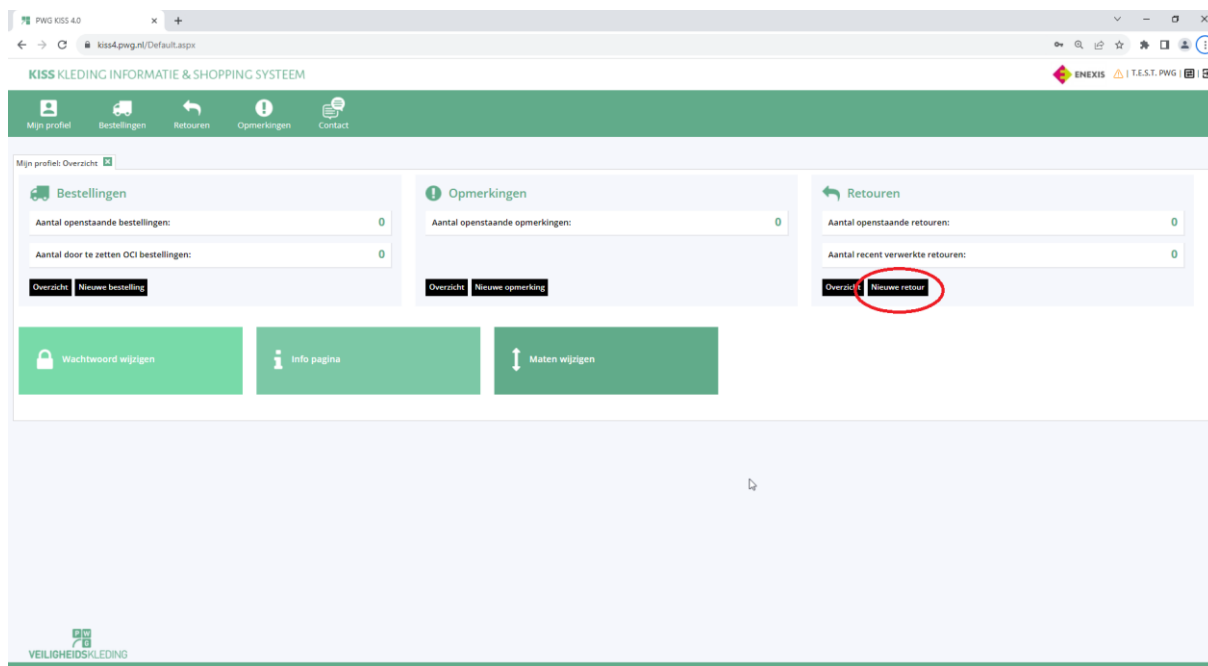 PWG KISS 4.0
kiss4.pwg.nl/Default.aspx
KISS KLEDING INFORMATIE & SHOPPING SYSTEEM
ENEXIS | T.E.S.T. PWG | |
Mijn profiel Bestellingen Retouren Opmerkingen Contact
Mijn profiel: Overzicht
Bestellingen
Aantal openstaande bestellingen: 0
Aantal door te zetten OCI bestellingen: 0
Overzicht Nieuwe bestelling
Opmerkingen
Aantal openstaande opmerkingen: 0
Overzicht Nieuwe opmerking
Retouren
Aantal openstaande retouren: 0
Aantal recent verwerkte retouren: 0
Overzicht Nieuwe retour
Wachtwoord wijzigen
Info pagina
Maten wijzigen
PW
G
VEILIGHEIDSKLEDING